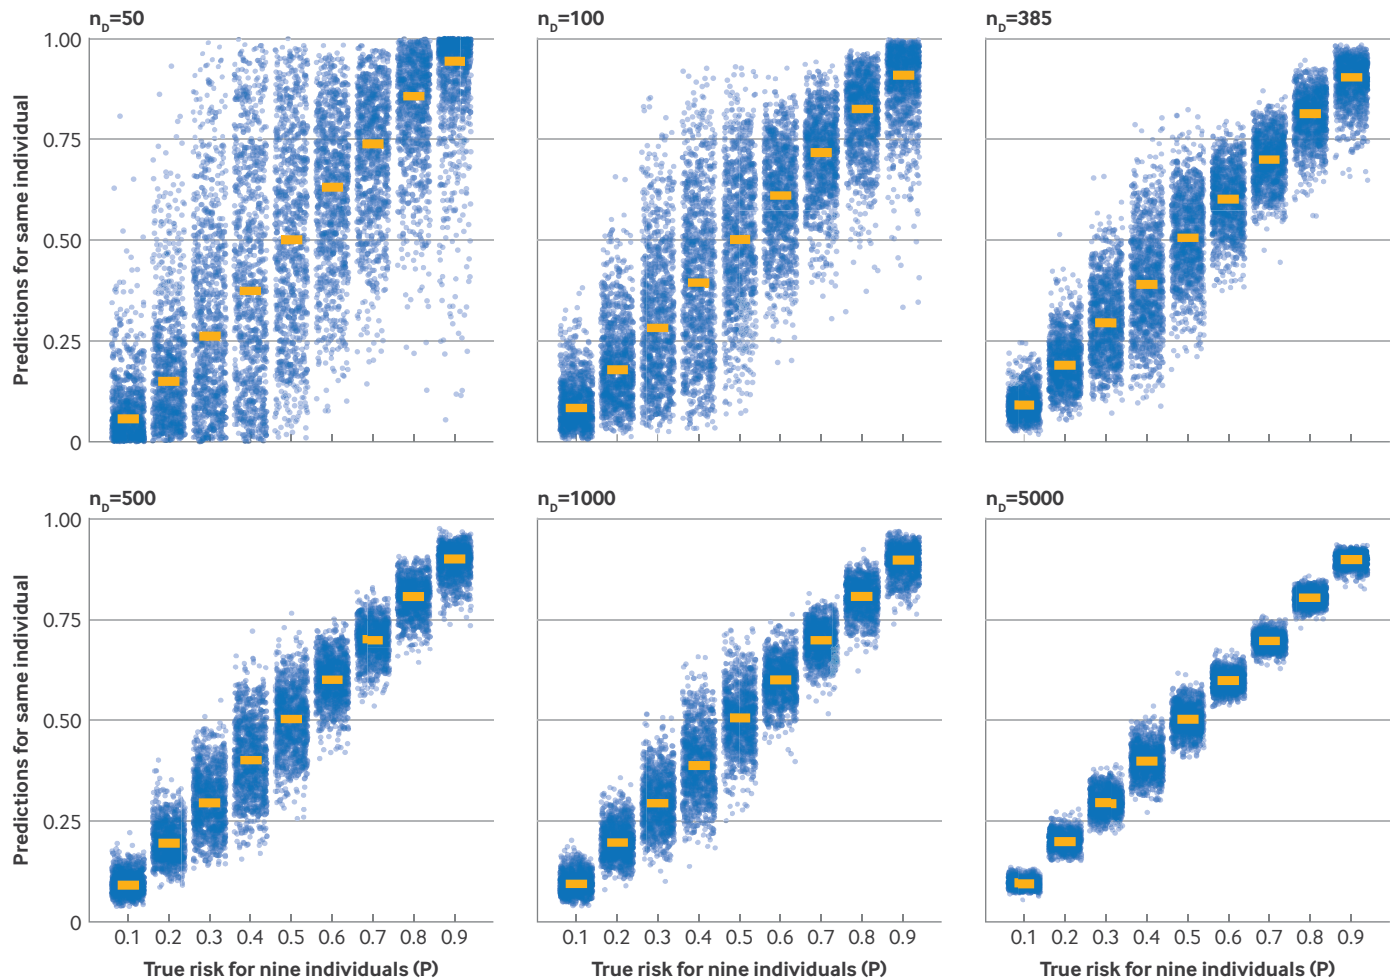 n_D=50
n_D=100
n_D=385
1.00
0.75
0.50
0.25
0
Predictions for same individual
n_D=500
n_D=1000
n_D=5000
1.00
0.75
0.50
0.25
0
Predictions for same individual
0.1 0.2 0.3 0.4 0.5 0.6 0.7 0.8 0.9
0.1 0.2 0.3 0.4 0.5 0.6 0.7 0.8 0.9
0.1 0.2 0.3 0.4 0.5 0.6 0.7 0.8 0.9
True risk for nine individuals (P)
True risk for nine individuals (P)
True risk for nine individuals (P)